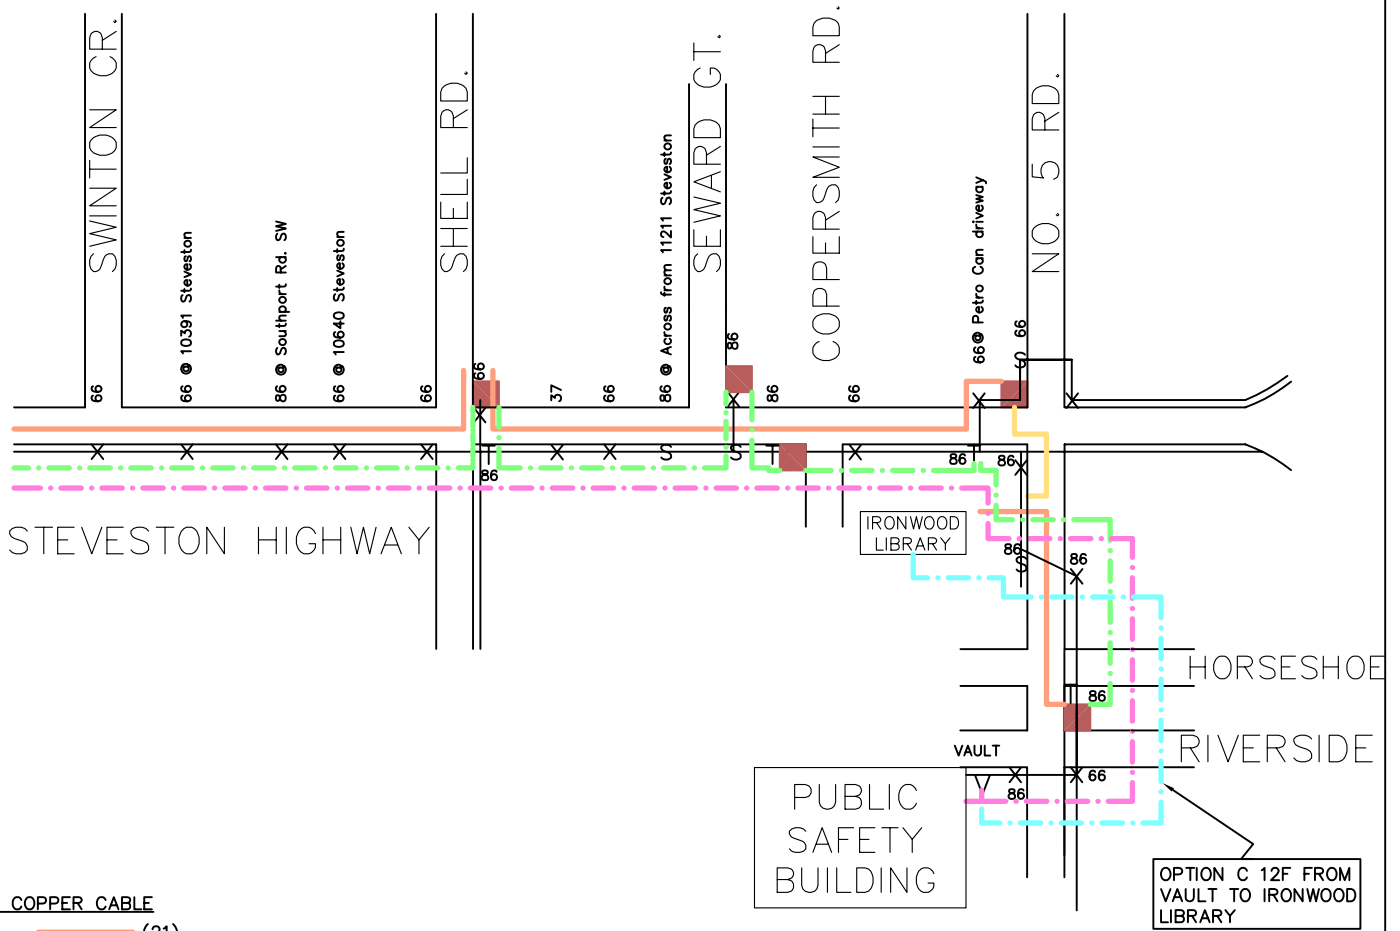 SWINTON CR.
SHELL RD.
SEWARD GT.
COPPERSMITH RD.
NO. 5 RD.
66
66 @ 10391 Steveston
86 @ Southport Rd. SW
66 @ 10640 Steveston
66
66
37
66
86 @ Across from 11211 Steveston
86
86
66
66@ Petro Can driveway
S 66
X
X
X
X
X
X
T
86
X
X
S
X
S
T
X
X
T
86
X
86
X
STEVESTON HIGHWAY
IRONWOOD
LIBRARY
86
S
86
X
HORSESHOE
T
86
RIVERSIDE
VAULT
V
X
86
X
66
PUBLIC
SAFETY
BUILDING
OPTION C 12F FROM
VAULT TO IRONWOOD
LIBRARY
COPPER CABLE
(21)